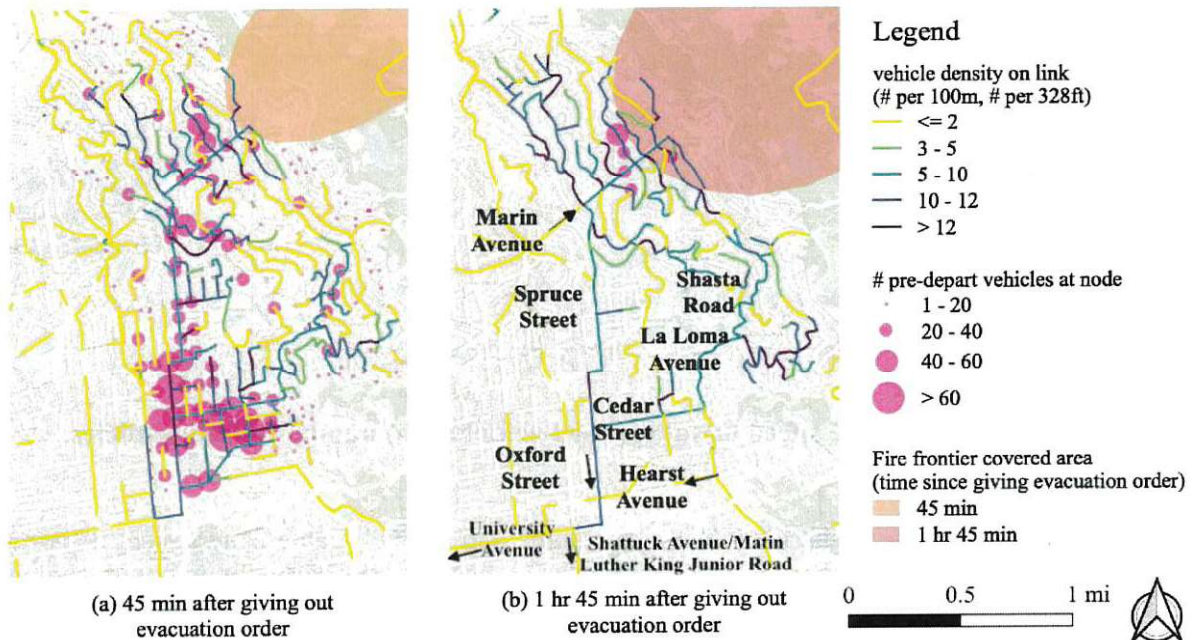 Marin
Avenue
Spruce
Street
Shasta
Road
La Loma
Avenue
Cedar
Street
Oxford
Street
Hearst
Avenue
University
Avenue
Shattuck Avenue/Matin
Luther King Junior Road
(a) 45 min after giving out
evacuation order
(b) 1 hr 45 min after giving out
evacuation order
Legend
vehicle density on link
(# per 100m, # per 328ft)
<= 2
3 - 5
5 - 10
10 - 12
> 12
# pre-depart vehicles at node
1 - 20
20 - 40
40 - 60
> 60
Fire frontier covered area
(time since giving evacuation order)
45 min
1 hr 45 min
0 0.5 1 mi